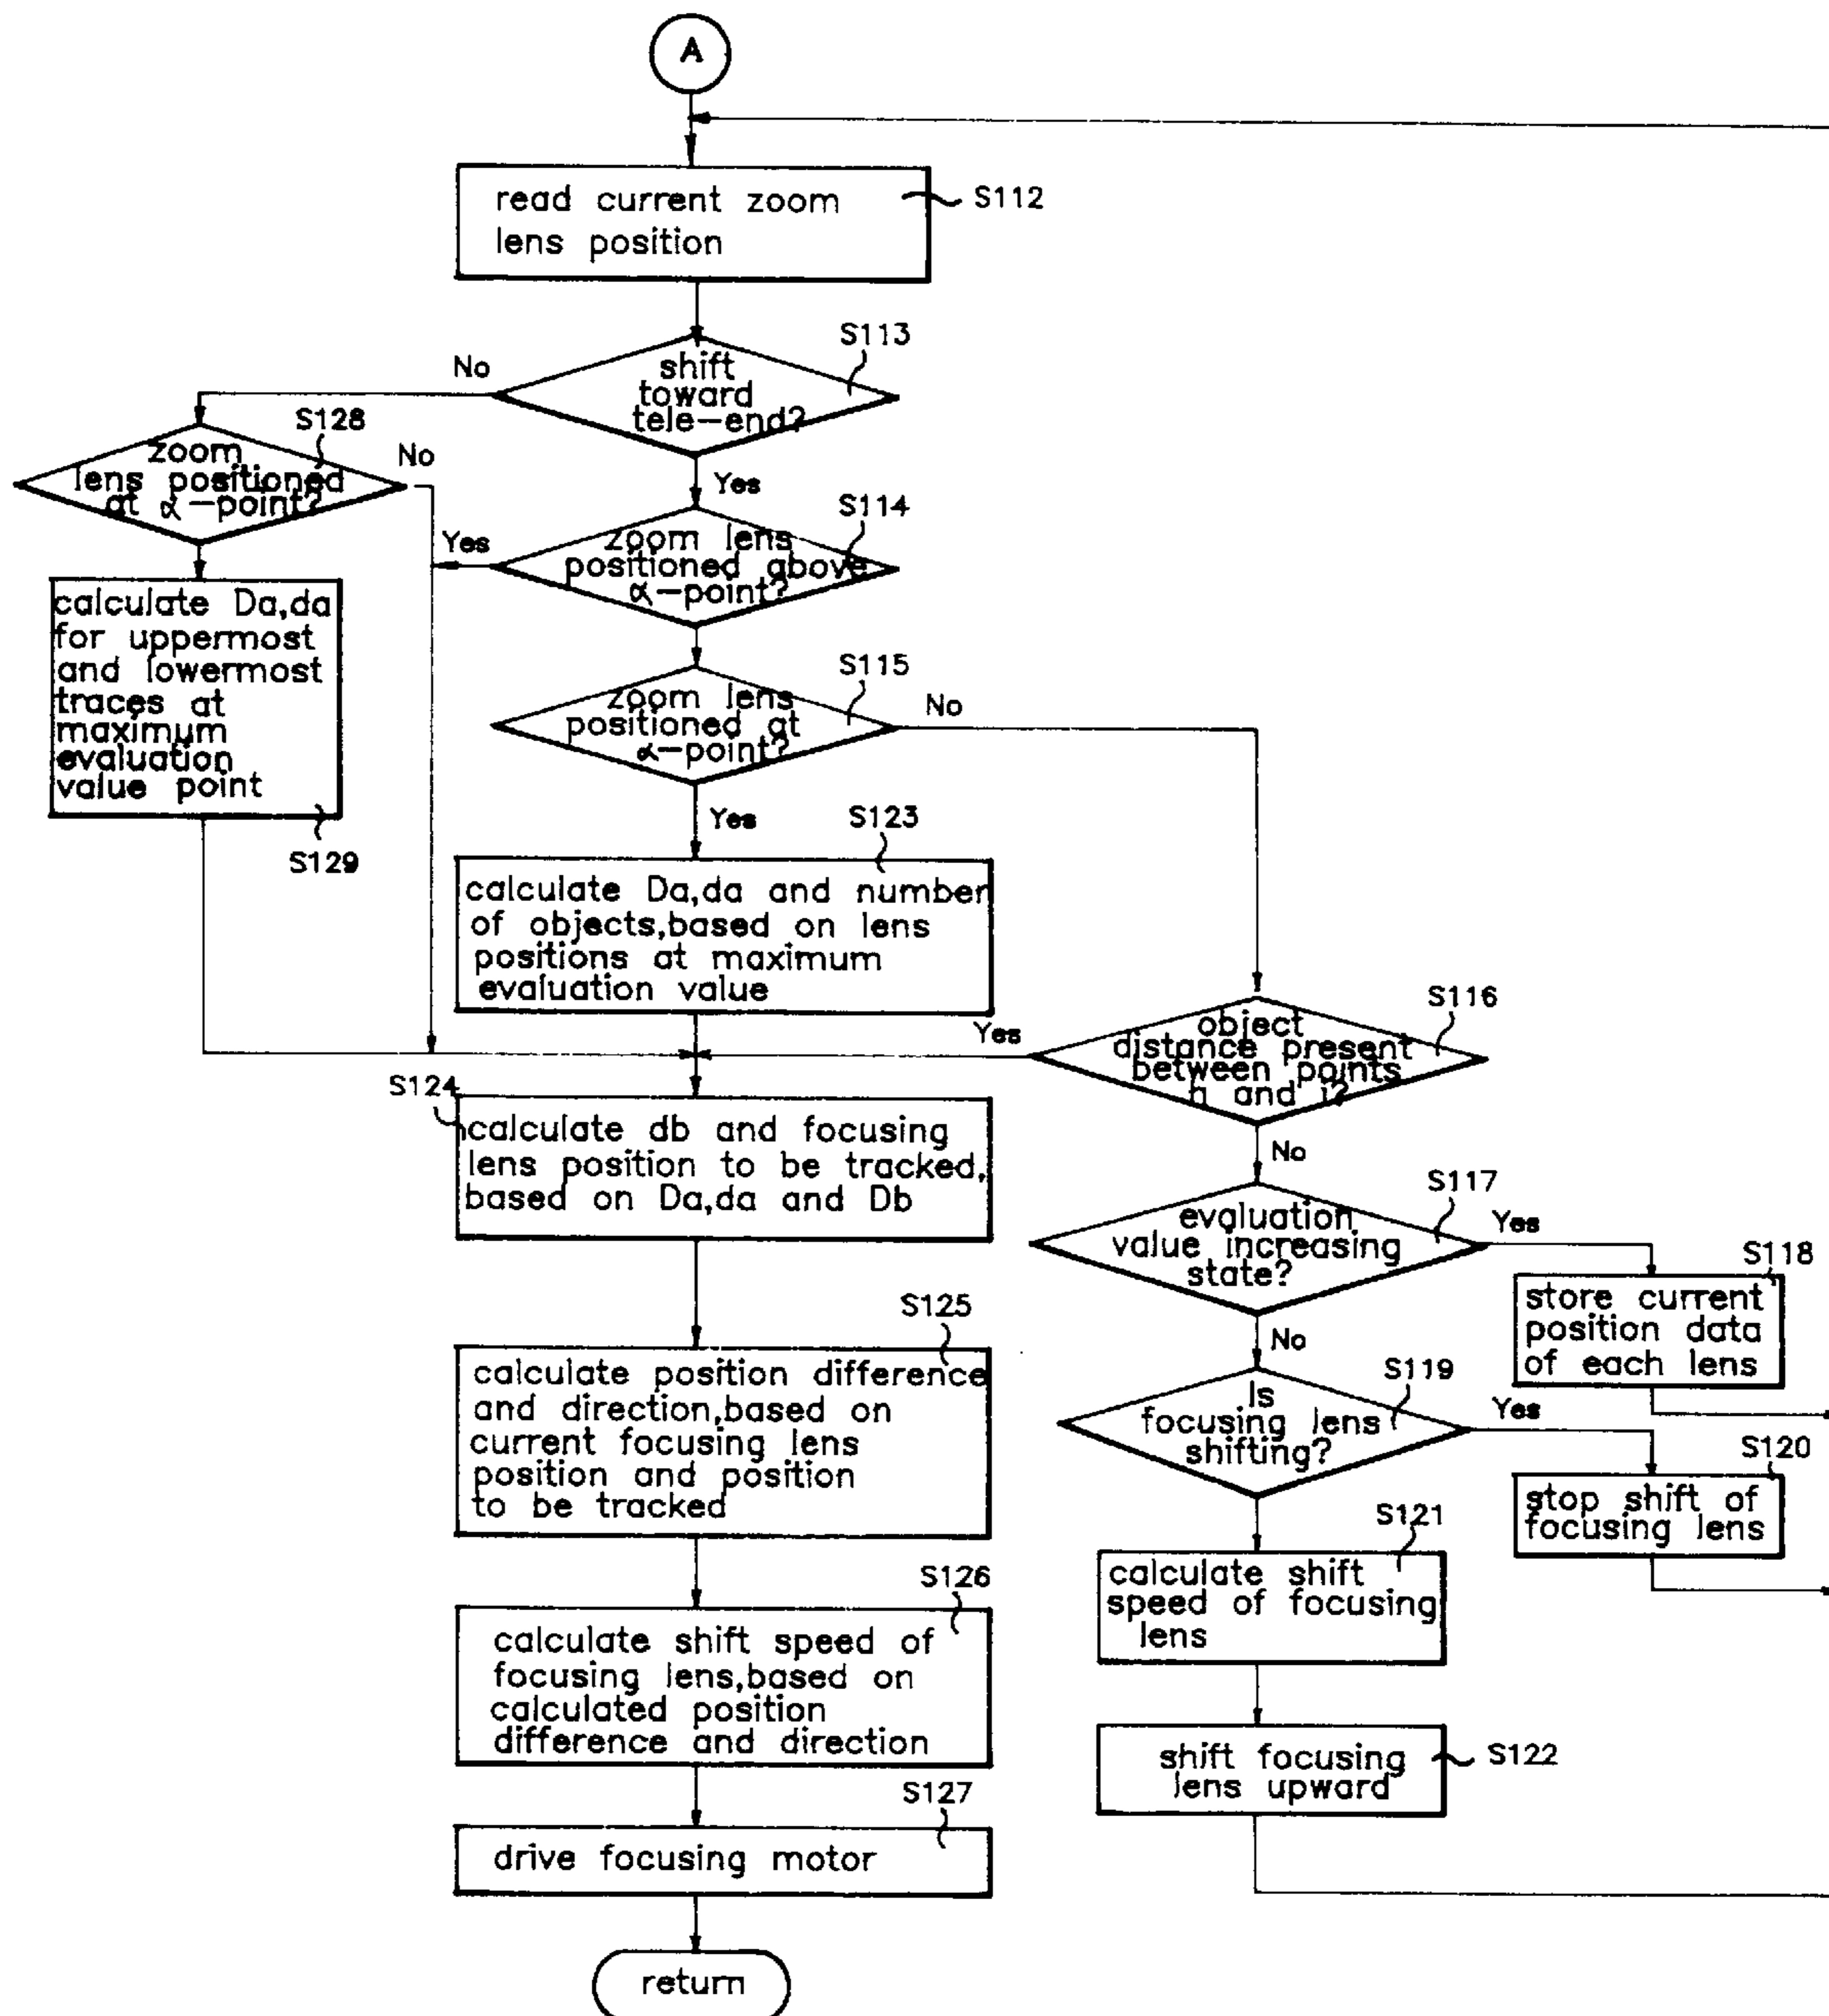 A
read current zoom
lens position
S112
S113
shift
toward
tele-end?
No
Yes
S128
zoom
lens positioned
at α-point?
No
S114
zoom lens
positioned above
α-point?
Yes
calculate Da,da
for uppermost
and lowermost
traces at
maximum
evaluation
value point
S129
S115
zoom lens
positioned at
α-point?
No
Yes
S123
calculate Da,da and number
of objects,based on lens
positions at maximum
evaluation value
S116
object
distance present
between points
h and i?
Yes
No
S124
calculate db and focusing
lens position to be tracked,
based on Da,da and Db
S117
evaluation
value increasing
state?
Yes
No
S118
store current
position data
of each lens
S125
calculate position difference
and direction,based on
current focusing lens
position and position
to be tracked
S119
Is
focusing lens
shifting?
Yes
S120
stop shift of
focusing lens
S121
calculate shift
speed of focusing
lens
S126
calculate shift speed of
focusing lens,based on
calculated position
difference and direction
shift focusing
lens upward
S122
S127
drive focusing motor
return